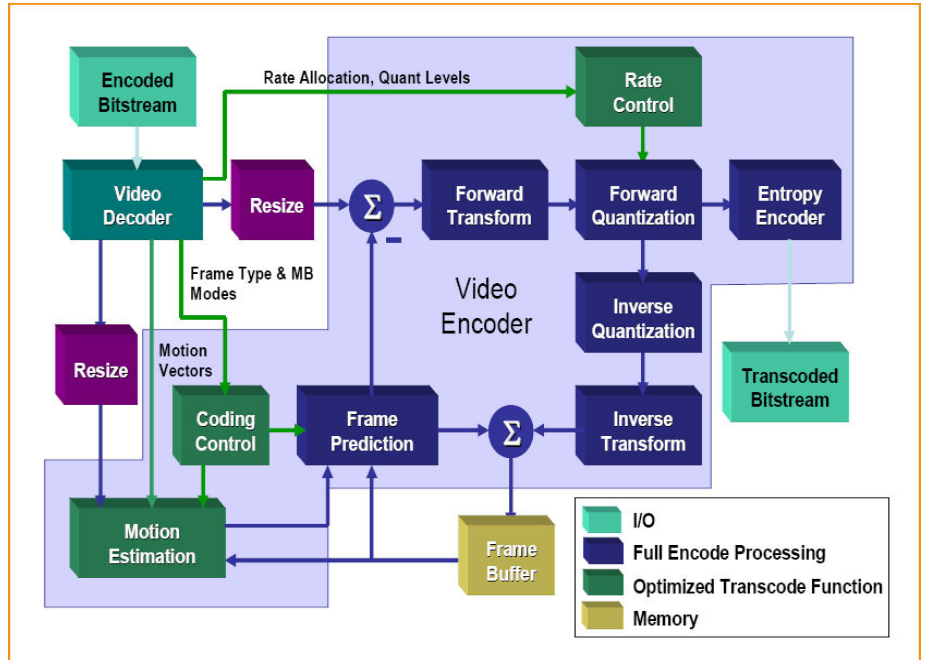 Encoded
Bitstream
Rate Allocation, Quant Levels
Rate
Control
Video
Decoder
Resize
Σ
–
Forward
Transform
Forward
Quantization
Entropy
Encoder
Frame Type & MB
Modes
Video
Encoder
Inverse
Quantization
Resize
Motion
Vectors
Transcoded
Bitstream
Coding
Control
Frame
Prediction
Σ
Inverse
Transform
Motion
Estimation
Frame
Buffer
I/O
Full Encode Processing
Optimized Transcode Function
Memory